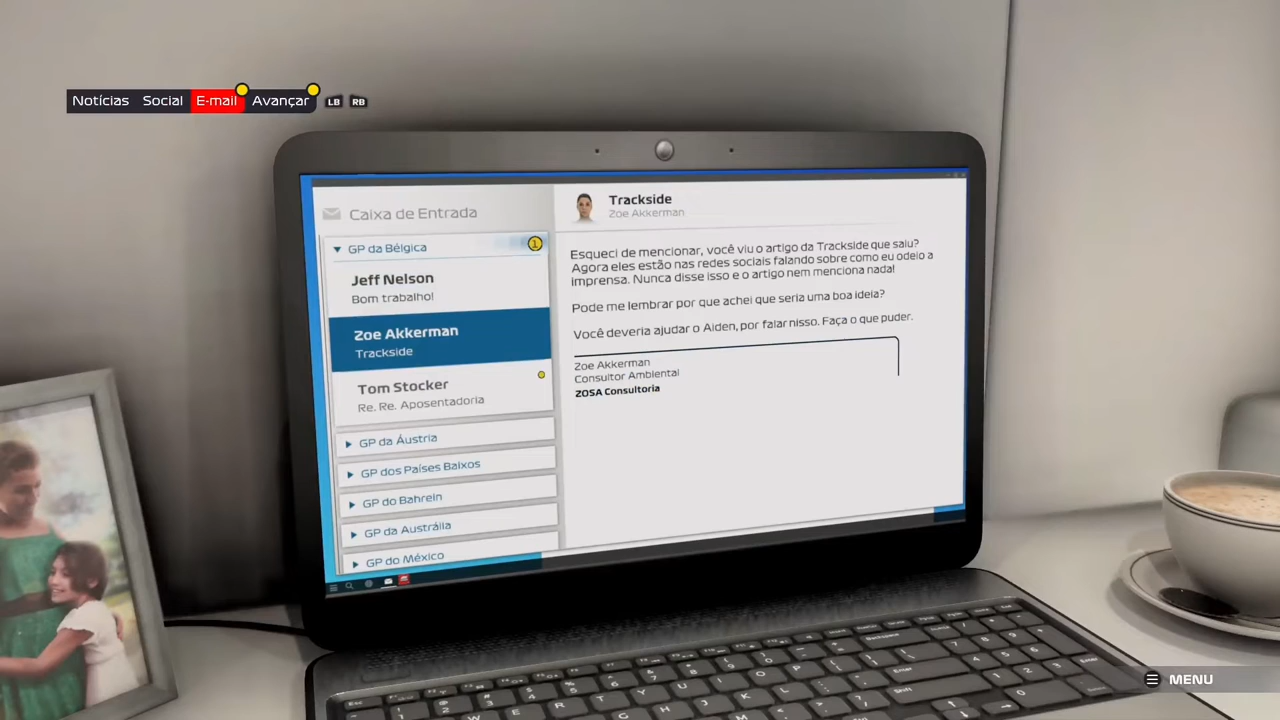 Notícias Social E-mail Avançar LB RB
Caixa de Entrada
GP da Bélgica 1
Jeff Nelson
Bom trabalho!
Zoe Akkerman
Trackside
Tom Stocker
Re. Re. Aposentadoria
GP da Áustria
GP dos Países Baixos
GP do Bahrein
GP da Austrália
GP do México
Trackside
Zoe Akkerman
Esqueci de mencionar, você viu o artigo da Trackside que saiu?
Agora eles estão nas redes sociais falando sobre como eu odeio a
imprensa. Nunca disse isso e o artigo nem menciona nada!
Pode me lembrar por que achei que seria uma boa ideia?
Você deveria ajudar o Aiden, por falar nisso. Faça o que puder.
Zoe Akkerman
Consultor Ambiental
ZOSA Consultoria
MENU